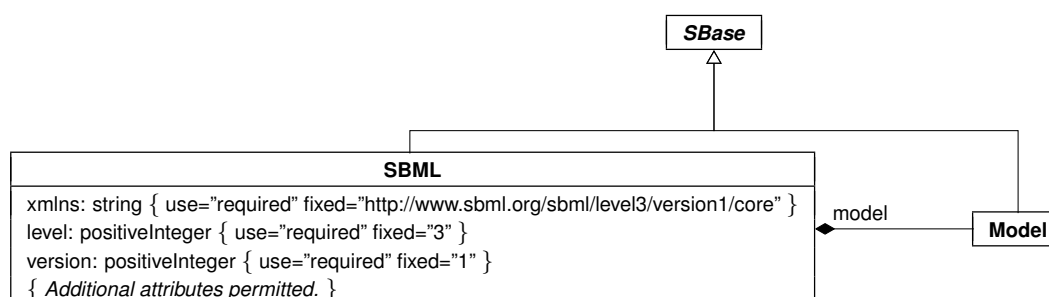 SBase
SBML
xmlns: string { use=”required” fixed=”http://www.sbml.org/sbml/level3/version1/core” }
model
level: positiveInteger { use=”required” fixed=”3” }
Model
version: positiveInteger { use=”required” fixed=”1” }
{ Additional attributes permitted. }